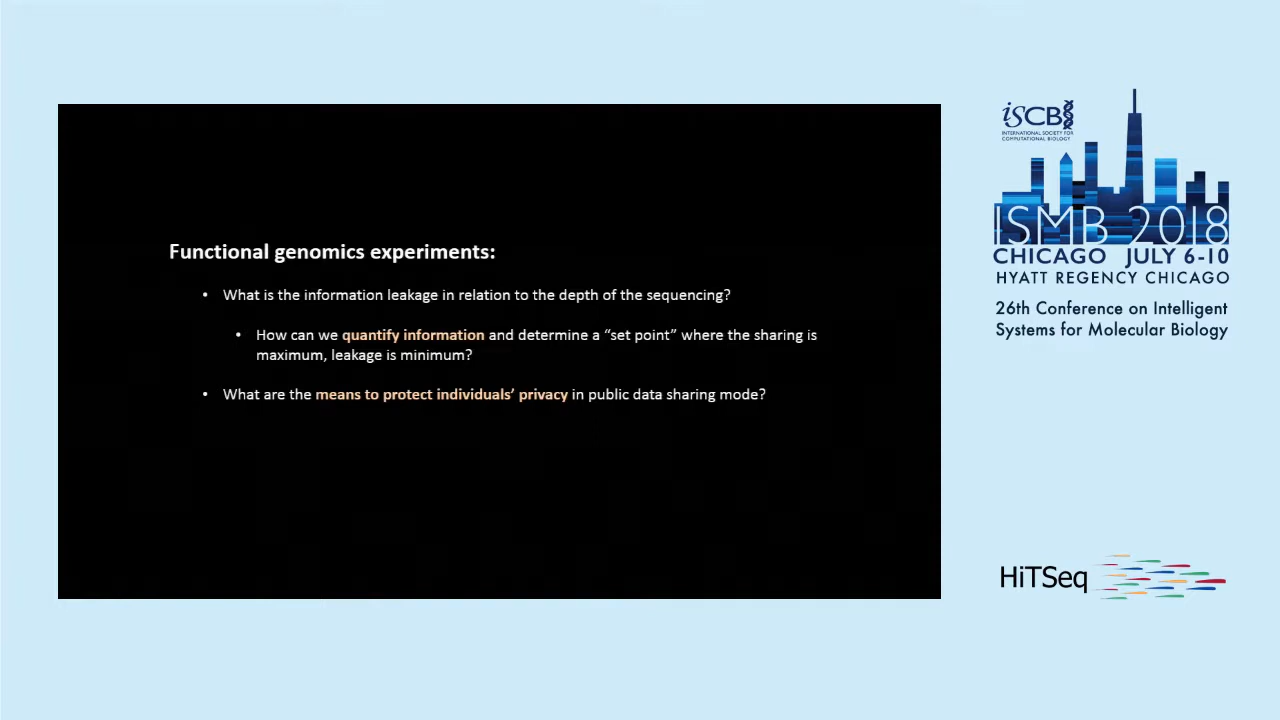 Functional genomics experiments:
• What is the information leakage in relation to the depth of the sequencing?
• How can we quantify information and determine a “set point” where the sharing is
maximum, leakage is minimum?
• What are the means to protect individuals’ privacy in public data sharing mode?
iSCB
INTERNATIONAL SOCIETY FOR
COMPUTATIONAL BIOLOGY
ISMB 2018
CHICAGO JULY 6-10
HYATT REGENCY CHICAGO
26th Conference on Intelligent
Systems for Molecular Biology
HiTSeq